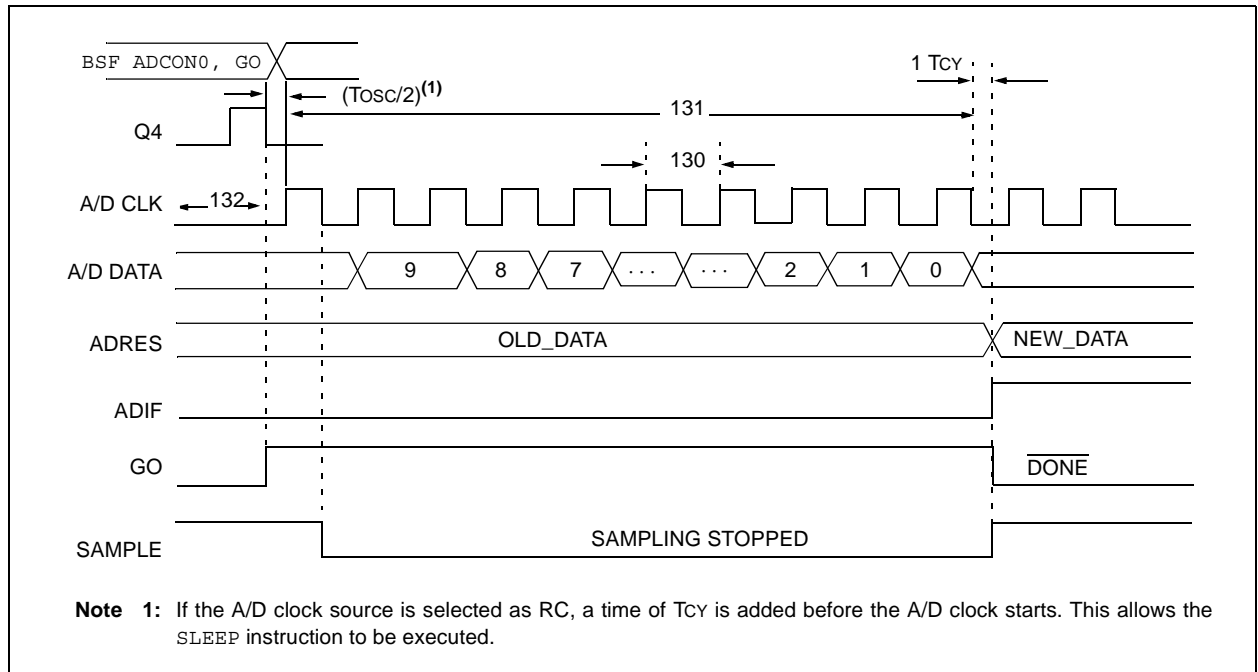 BSF ADCON0, GO
1 TCY
(TOSC/2)(1)
131
Q4
130
A/D CLK
132
A/D DATA
9 8 7 ... ... 2 1 0
ADRES
OLD_DATA
NEW_DATA
ADIF
GO
DONE
SAMPLE
SAMPLING STOPPED
Note 1: If the A/D clock source is selected as RC, a time of TCY is added before the A/D clock starts. This allows the
SLEEP instruction to be executed.